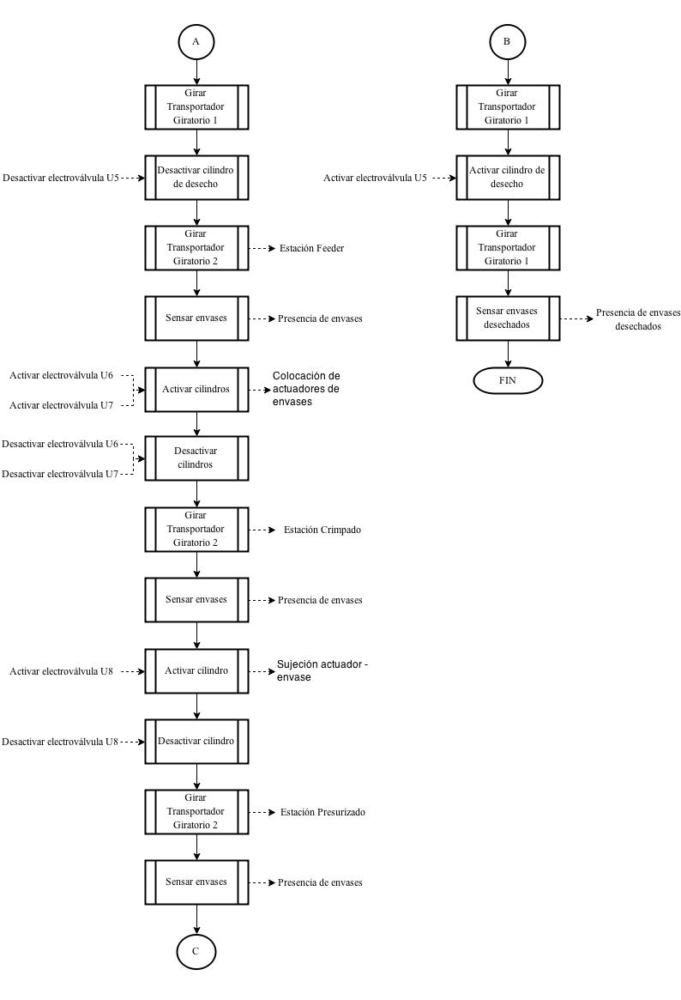 A
Girar
Transportador
Giratorio 1
Desactivar electroválvula U5
Desactivar cilindro
de desecho
Girar
Transportador
Giratorio 2
Estación Feeder
Sensar envases
Presencia de envases
Activar electroválvula U6
Activar electroválvula U7
Activar cilindros
Colocación de
actuadores de
envases
Desactivar electroválvula U6
Desactivar electroválvula U7
Desactivar
cilindros
Girar
Transportador
Giratorio 2
Estación Crimpado
Sensar envases
Presencia de envases
Activar electroválvula U8
Activar cilindro
Sujeción actuador -
envase
Desactivar electroválvula U8
Desactivar cilindro
Girar
Transportador
Giratorio 2
Estación Presurizado
Sensar envases
Presencia de envases
C
B
Girar
Transportador
Giratorio 1
Activar electroválvula U5
Activar cilindro de
desecho
Girar
Transportador
Giratorio 1
Sensar envases
desechados
Presencia de envases
desechados
FIN